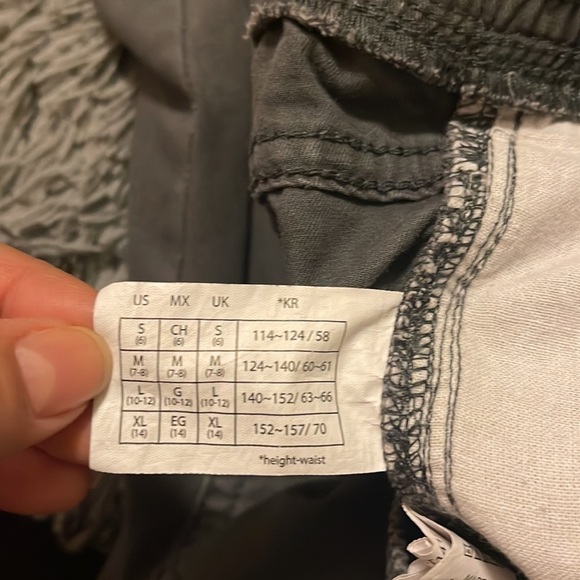 US MX UK *KR
S CH S 114~124/58
(6) (6) (6)
M M M 124~140/60~61
(7-8) (7-8) (7-8)
L G L 140~152/63~66
(10-12) (10-12) (10-12)
XL EG XL 152~157/70
(14) (14) (14)
*height-waist